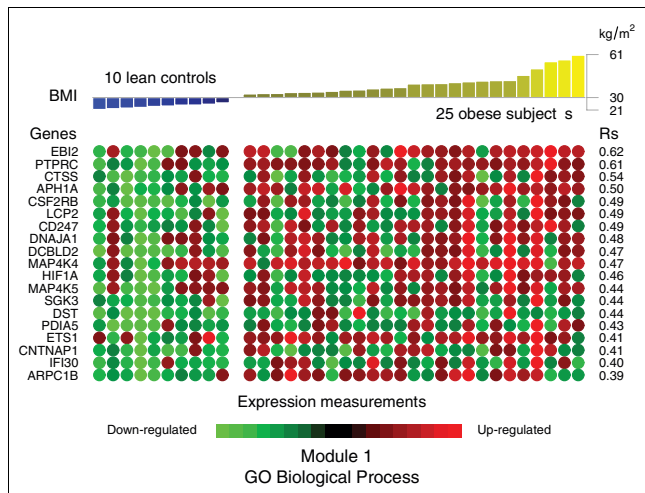 kg/m²
61
10 lean controls
BMI
30
25 obese subject s
21
Genes
Rs
EBI2 0.62
PTPRC 0.61
CTSS 0.54
APH1A 0.50
CSF2RB 0.49
LCP2 0.49
CD247 0.49
DNAJA1 0.48
DCBLD2 0.47
MAP4K4 0.47
HIF1A 0.46
MAP4K5 0.44
SGK3 0.44
DST 0.44
PDIA5 0.43
ETS1 0.41
CNTNAP1 0.41
IFI30 0.40
ARPC1B 0.39
Expression measurements
Down-regulated Up-regulated
Module 1
GO Biological Process